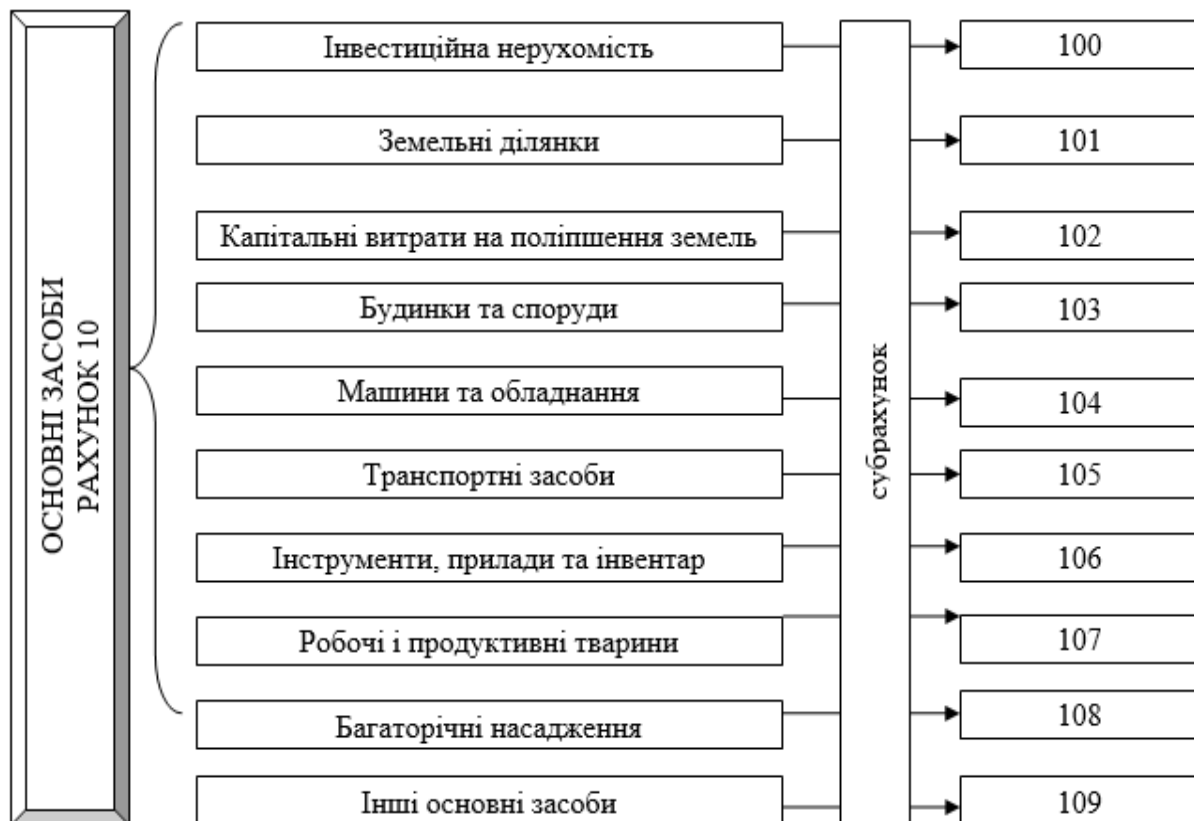 ОСНОВНІ ЗАСОБИ
РАХУНОК 10
Інвестиційна нерухомість
100
Земельні ділянки
101
Капітальні витрати на поліпшення земель
102
Будинки та споруди
103
Машини та обладнання
104
Транспортні засоби
105
Інструменти, прилади та інвентар
106
Робочі і продуктивні тварини
107
Багаторічні насадження
108
Інші основні засоби
109
субрахунок